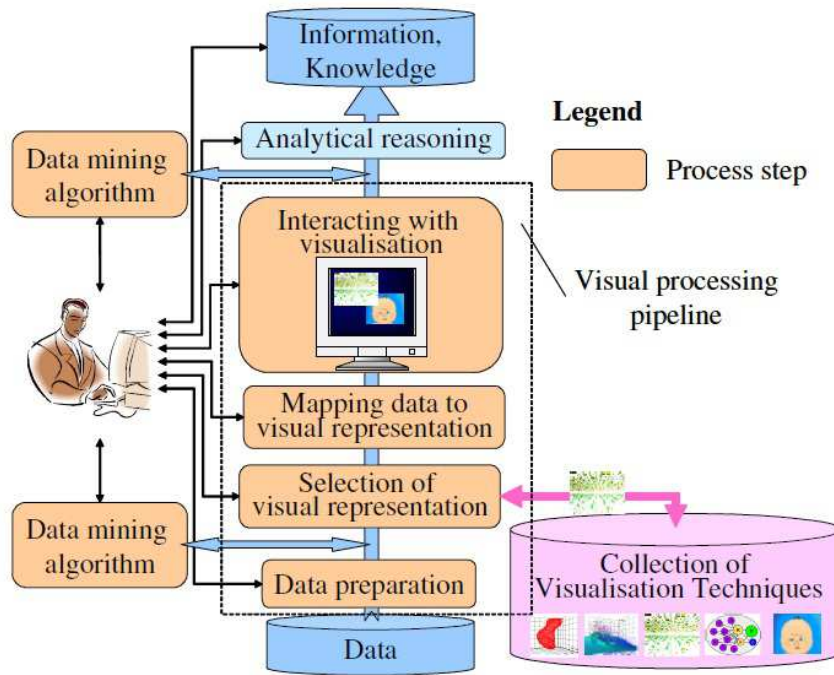 Information,
Knowledge
Analytical reasoning
Legend
Process step
Data mining
algorithm
Interacting with
visualisation
Visual processing
pipeline
Mapping data to
visual representation
Selection of
visual representation
Data mining
algorithm
Data preparation
Collection of
Visualisation Techniques
Data